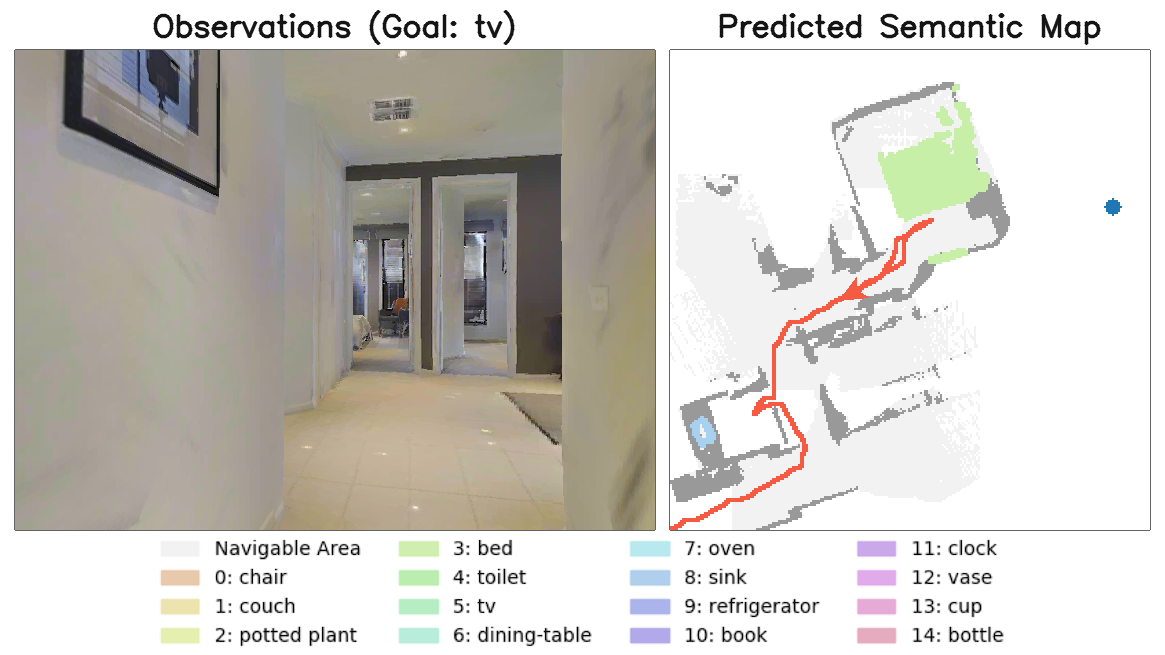 Observations (Goal: tv)
Predicted Semantic Map
Navigable Area
0: chair
1: couch
2: potted plant
3: bed
4: toilet
5: tv
6: dining-table
7: oven
8: sink
9: refrigerator
10: book
11: clock
12: vase
13: cup
14: bottle